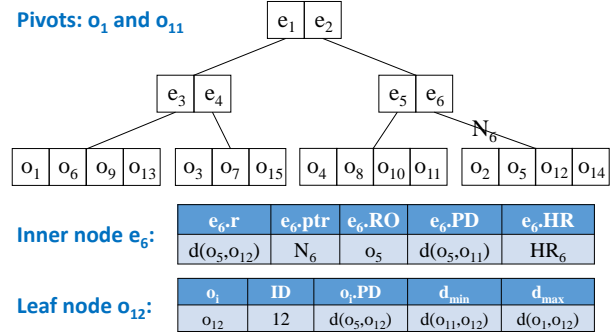 Pivots: o₁ and o₁₁
e₁ e₂
e₃ e₄ e₅ e₆
N₆
o₁ o₆ o₉ o₁₃ o₃ o₇ o₁₅ o₄ o₈ o₁₀ o₁₁ o₂ o₅ o₁₂ o₁₄
e₆.r e₆.ptr e₆.RO e₆.PD e₆.HR
Inner node e₆: d(o₅,o₁₂) N₆ o₅ d(o₅,o₁₁) HR₆
oᵢ ID oᵢ.PD d_min d_max
Leaf node o₁₂: o₁₂ 12 d(o₅,o₁₂) d(o₁₁,o₁₂) d(o₁,o₁₂)